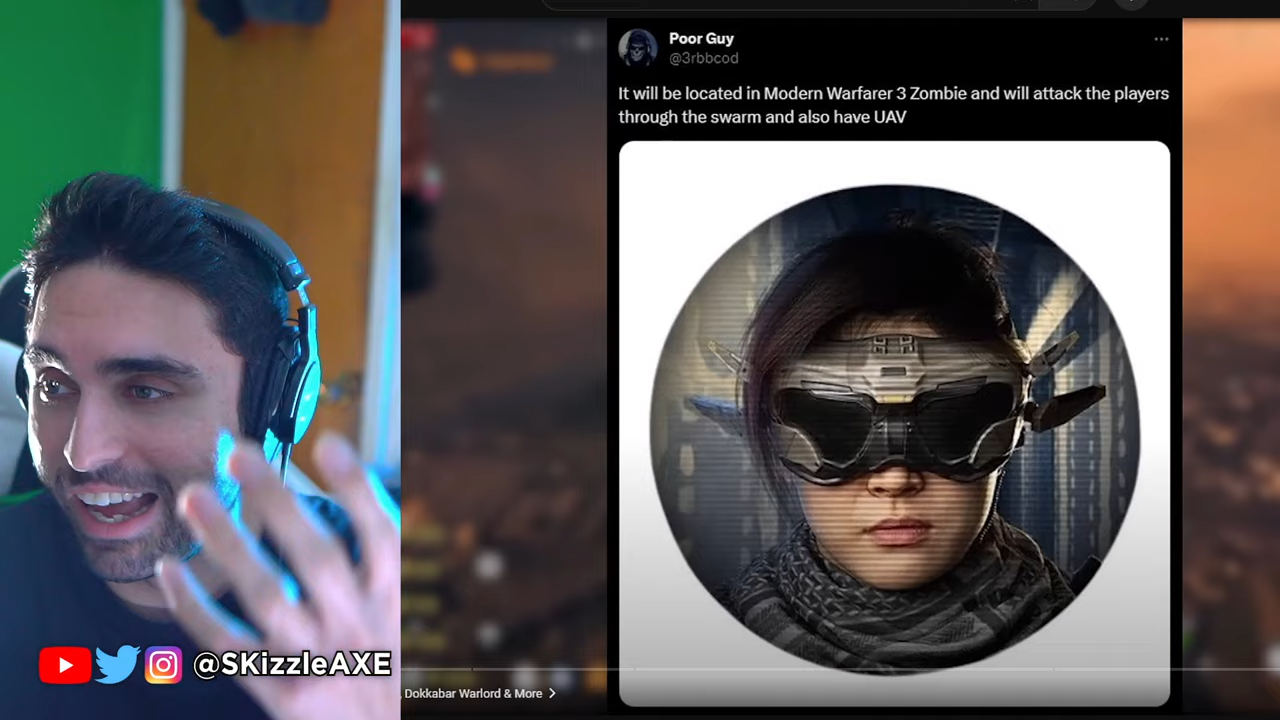 Poor Guy
@3rbbcod
It will be located in Modern Warfarer 3 Zombie and will attack the players
through the swarm and also have UAV
@SKizzleAXE
, Dokkabar Warlord & More